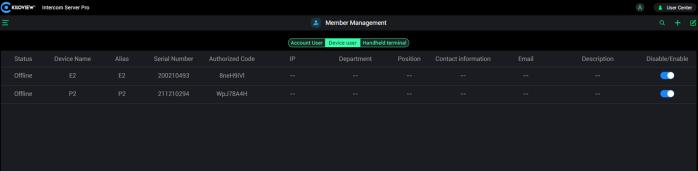 KILOVIEW Intercom Server Pro User Center
Member Management
Account User Device user Handheld terminal
Status Device Name Alias Serial Number Authorized Code IP Department Position Contact information Email Description Disable/Enable
Offline E2 E2 200210493 8neH9IVl -- -- -- -- -- --
Offline P2 P2 211210294 WpJ78A4H -- -- -- -- -- --